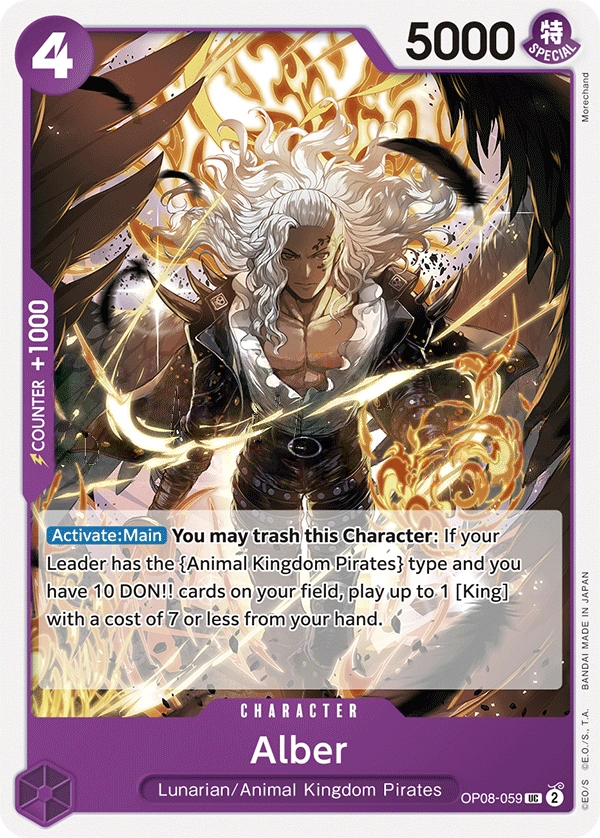 4
5000
特
SPECIAL
Morechand
COUNTER +1000
Activate:Main You may trash this Character: If your
Leader has the {Animal Kingdom Pirates} type and you
have 10 DON!! cards on your field, play up to 1 [King]
with a cost of 7 or less from your hand.
BANDAI MADE IN JAPAN
©E.O./S., T.A.
©EO/S
CHARACTER
Alber
Lunarian/Animal Kingdom Pirates
OP08-059 UC 2